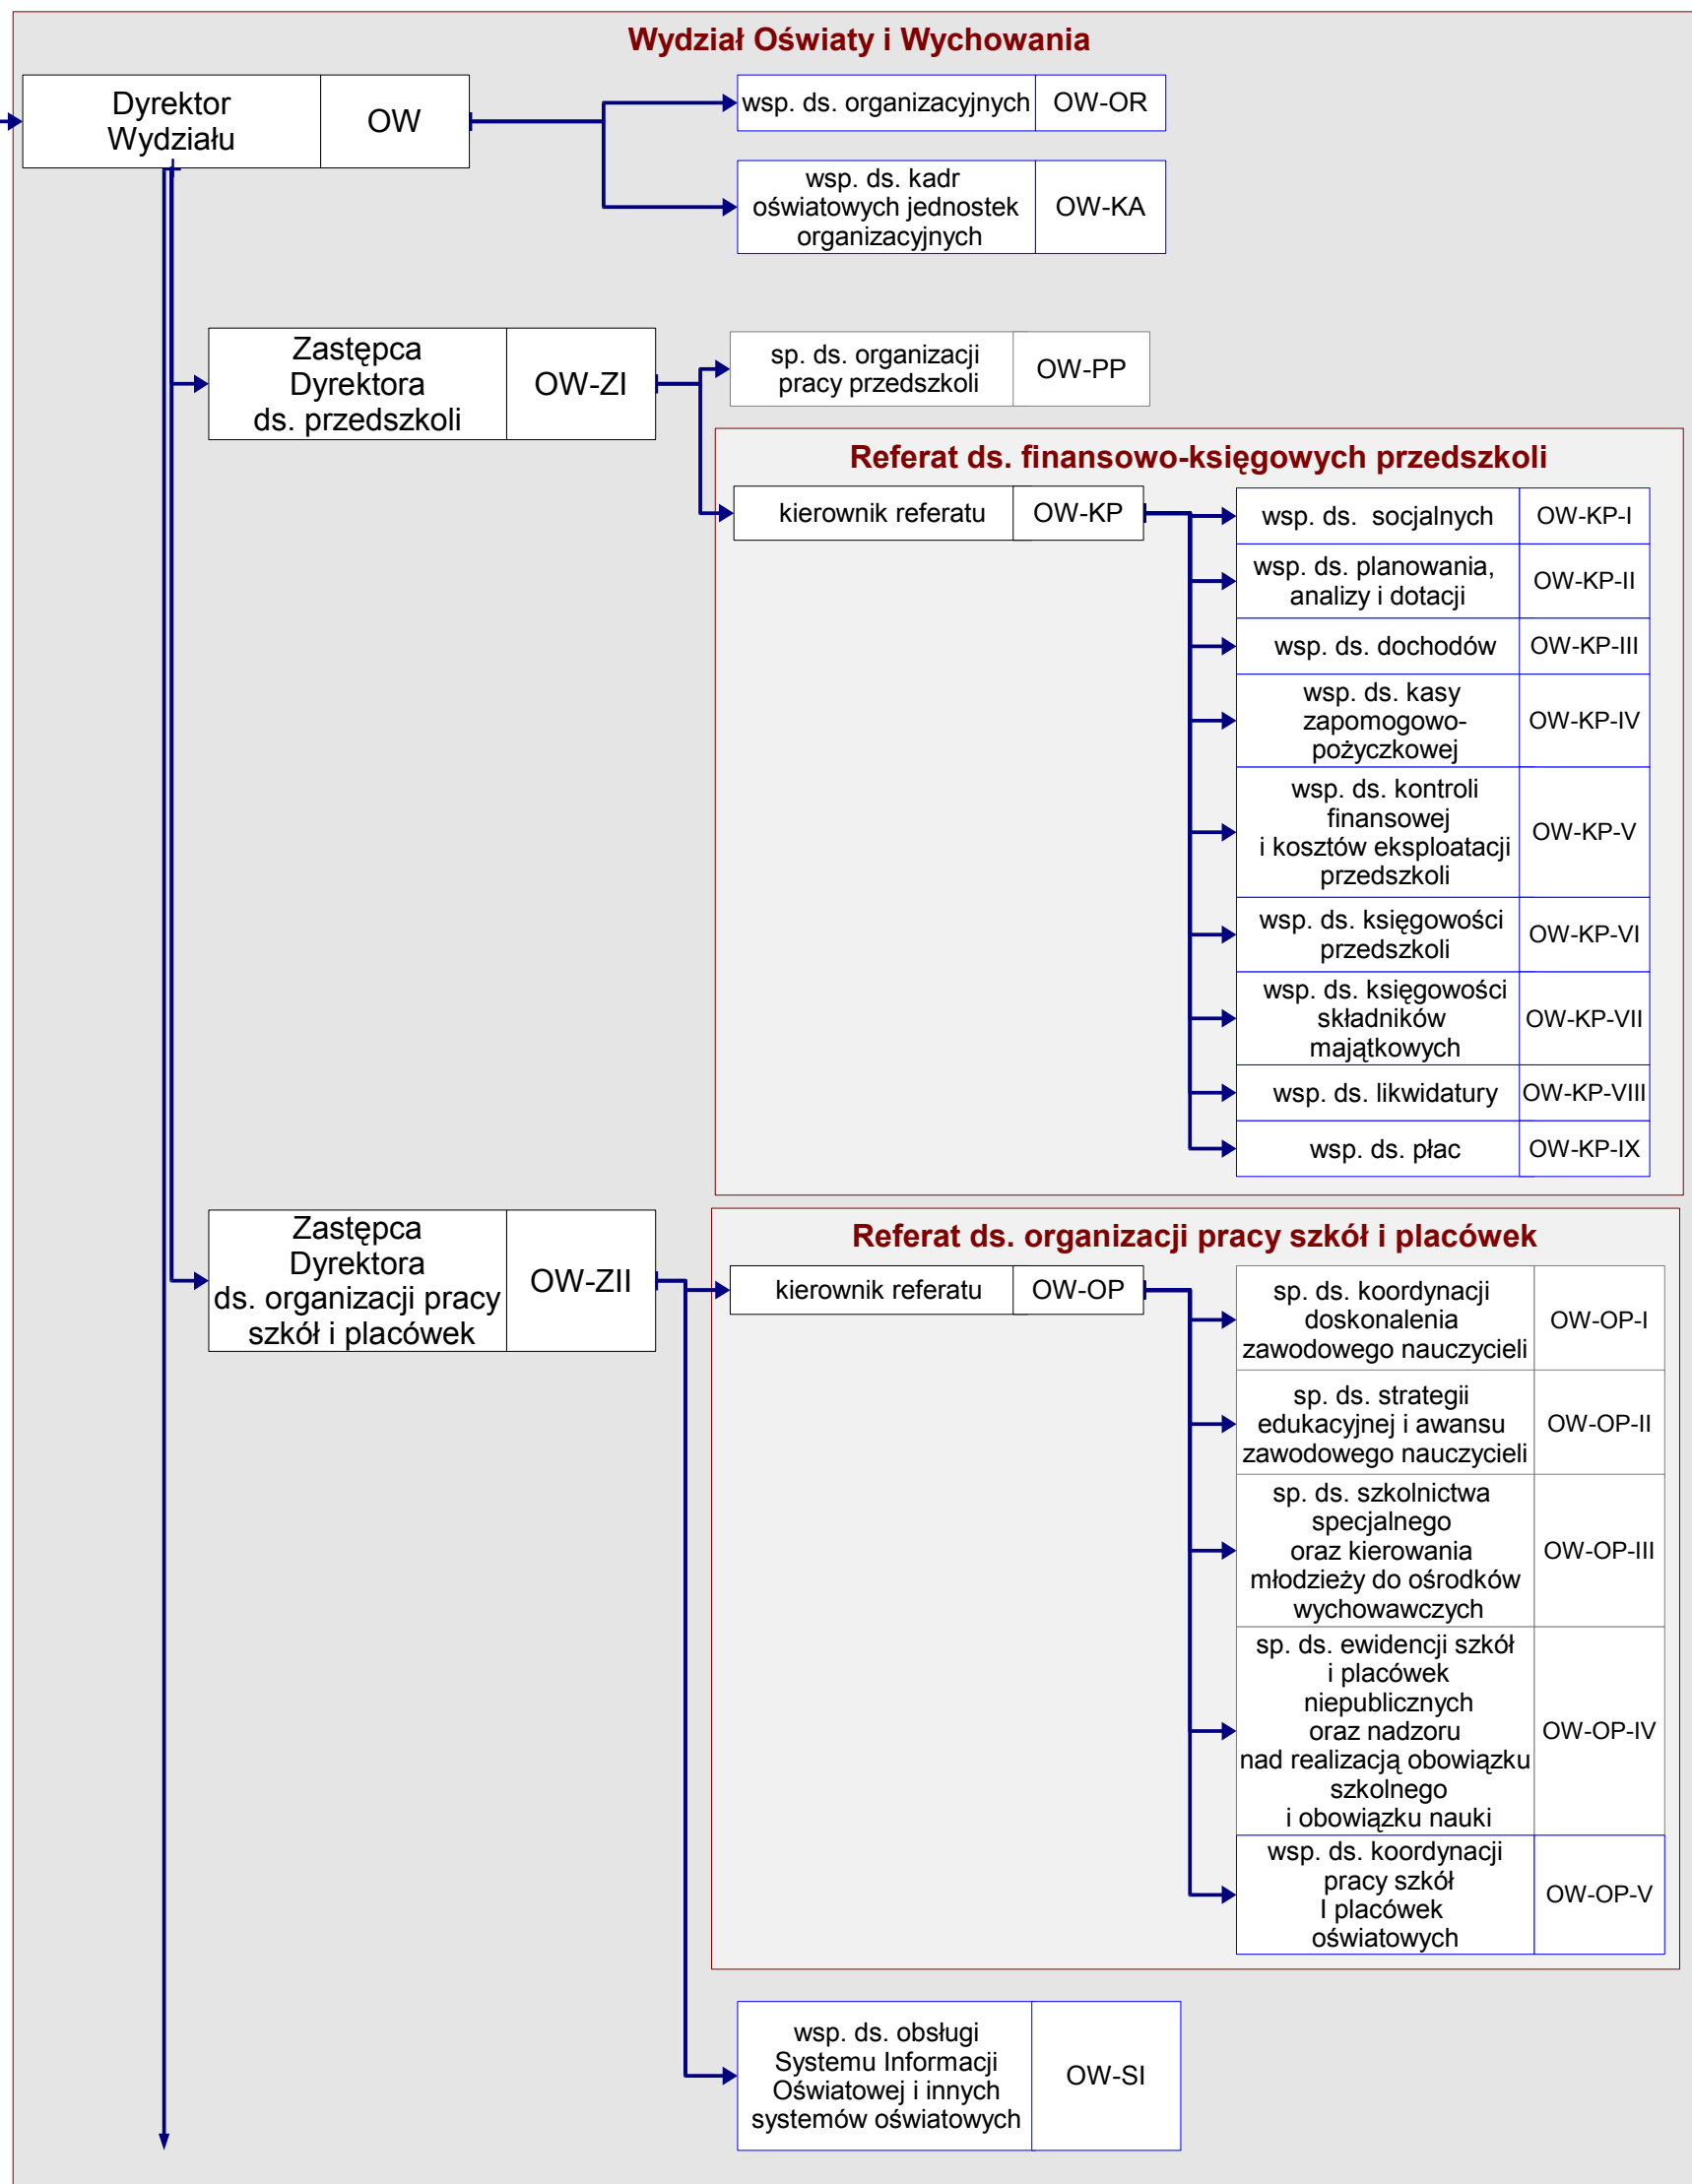 Wydział Oświaty i Wychowania
Dyrektor
Wydziału
OW
wsp. ds. organizacyjnych
OW-OR
wsp. ds. kadr
oświatowych jednostek
organizacyjnych
OW-KA
Zastępca
Dyrektora
ds. przedszkoli
OW-ZI
sp. ds. organizacji
pracy przedszkoli
OW-PP
Referat ds. finansowo-księgowych przedszkoli
kierownik referatu
OW-KP
wsp. ds. socjalnych
OW-KP-I
wsp. ds. planowania,
analizy i dotacji
OW-KP-II
wsp. ds. dochodów
OW-KP-III
wsp. ds. kasy
zapomogowo-
pożyczkowej
OW-KP-IV
wsp. ds. kontroli
finansowej
i kosztów eksploatacji
przedszkoli
OW-KP-V
wsp. ds. księgowości
przedszkoli
OW-KP-VI
wsp. ds. księgowości
składników
majątkowych
OW-KP-VII
wsp. ds. likwidatury
OW-KP-VIII
wsp. ds. płac
OW-KP-IX
Zastępca
Dyrektora
ds. organizacji pracy
szkół i placówek
OW-ZII
Referat ds. organizacji pracy szkół i placówek
kierownik referatu
OW-OP
sp. ds. koordynacji
doskonalenia
zawodowego nauczycieli
OW-OP-I
sp. ds. strategii
edukacyjnej i awansu
zawodowego nauczycieli
OW-OP-II
sp. ds. szkolnictwa
specjalnego
oraz kierowania
młodzieży do ośrodków
wychowawczych
OW-OP-III
sp. ds. ewidencji szkół
i placówek
niepublicznych
oraz nadzoru
nad realizacją obowiązku
szkolnego
i obowiązku nauki
OW-OP-IV
wsp. ds. koordynacji
pracy szkół
I placówek
oświatowych
OW-OP-V
wsp. ds. obsługi
Systemu Informacji
Oświatowej i innych
systemów oświatowych
OW-SI